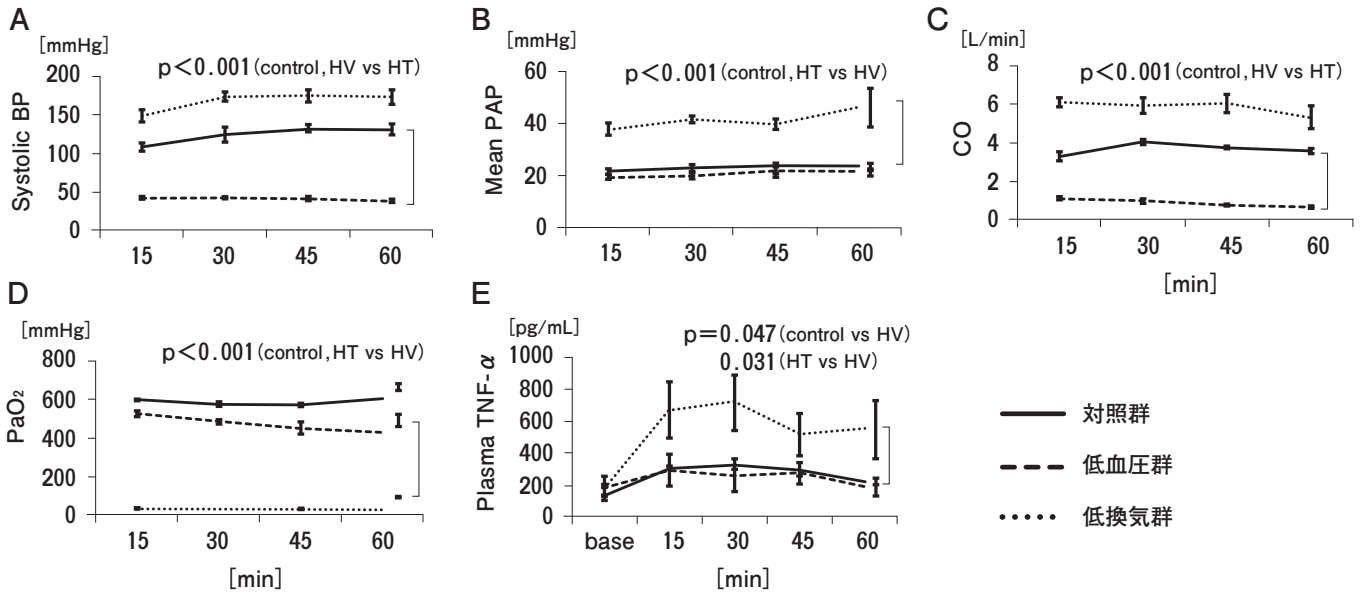 A
[mmHg]
p<0.001(control,HV vs HT)
Systolic BP
200
150
100
50
0
15 30 45 60
B
[mmHg]
p<0.001(control,HT vs HV)
Mean PAP
60
40
20
0
15 30 45 60
C
[L/min]
p<0.001(control,HV vs HT)
CO
8
6
4
2
0
15 30 45 60
[min]
D
[mmHg]
p<0.001(control,HT vs HV)
PaO₂
800
600
400
200
0
15 30 45 60
[min]
E
[pg/mL]
p=0.047(control vs HV)
0.031(HT vs HV)
Plasma TNF-α
1000
800
600
400
200
0
base 15 30 45 60
[min]
対照群
低血圧群
低換気群